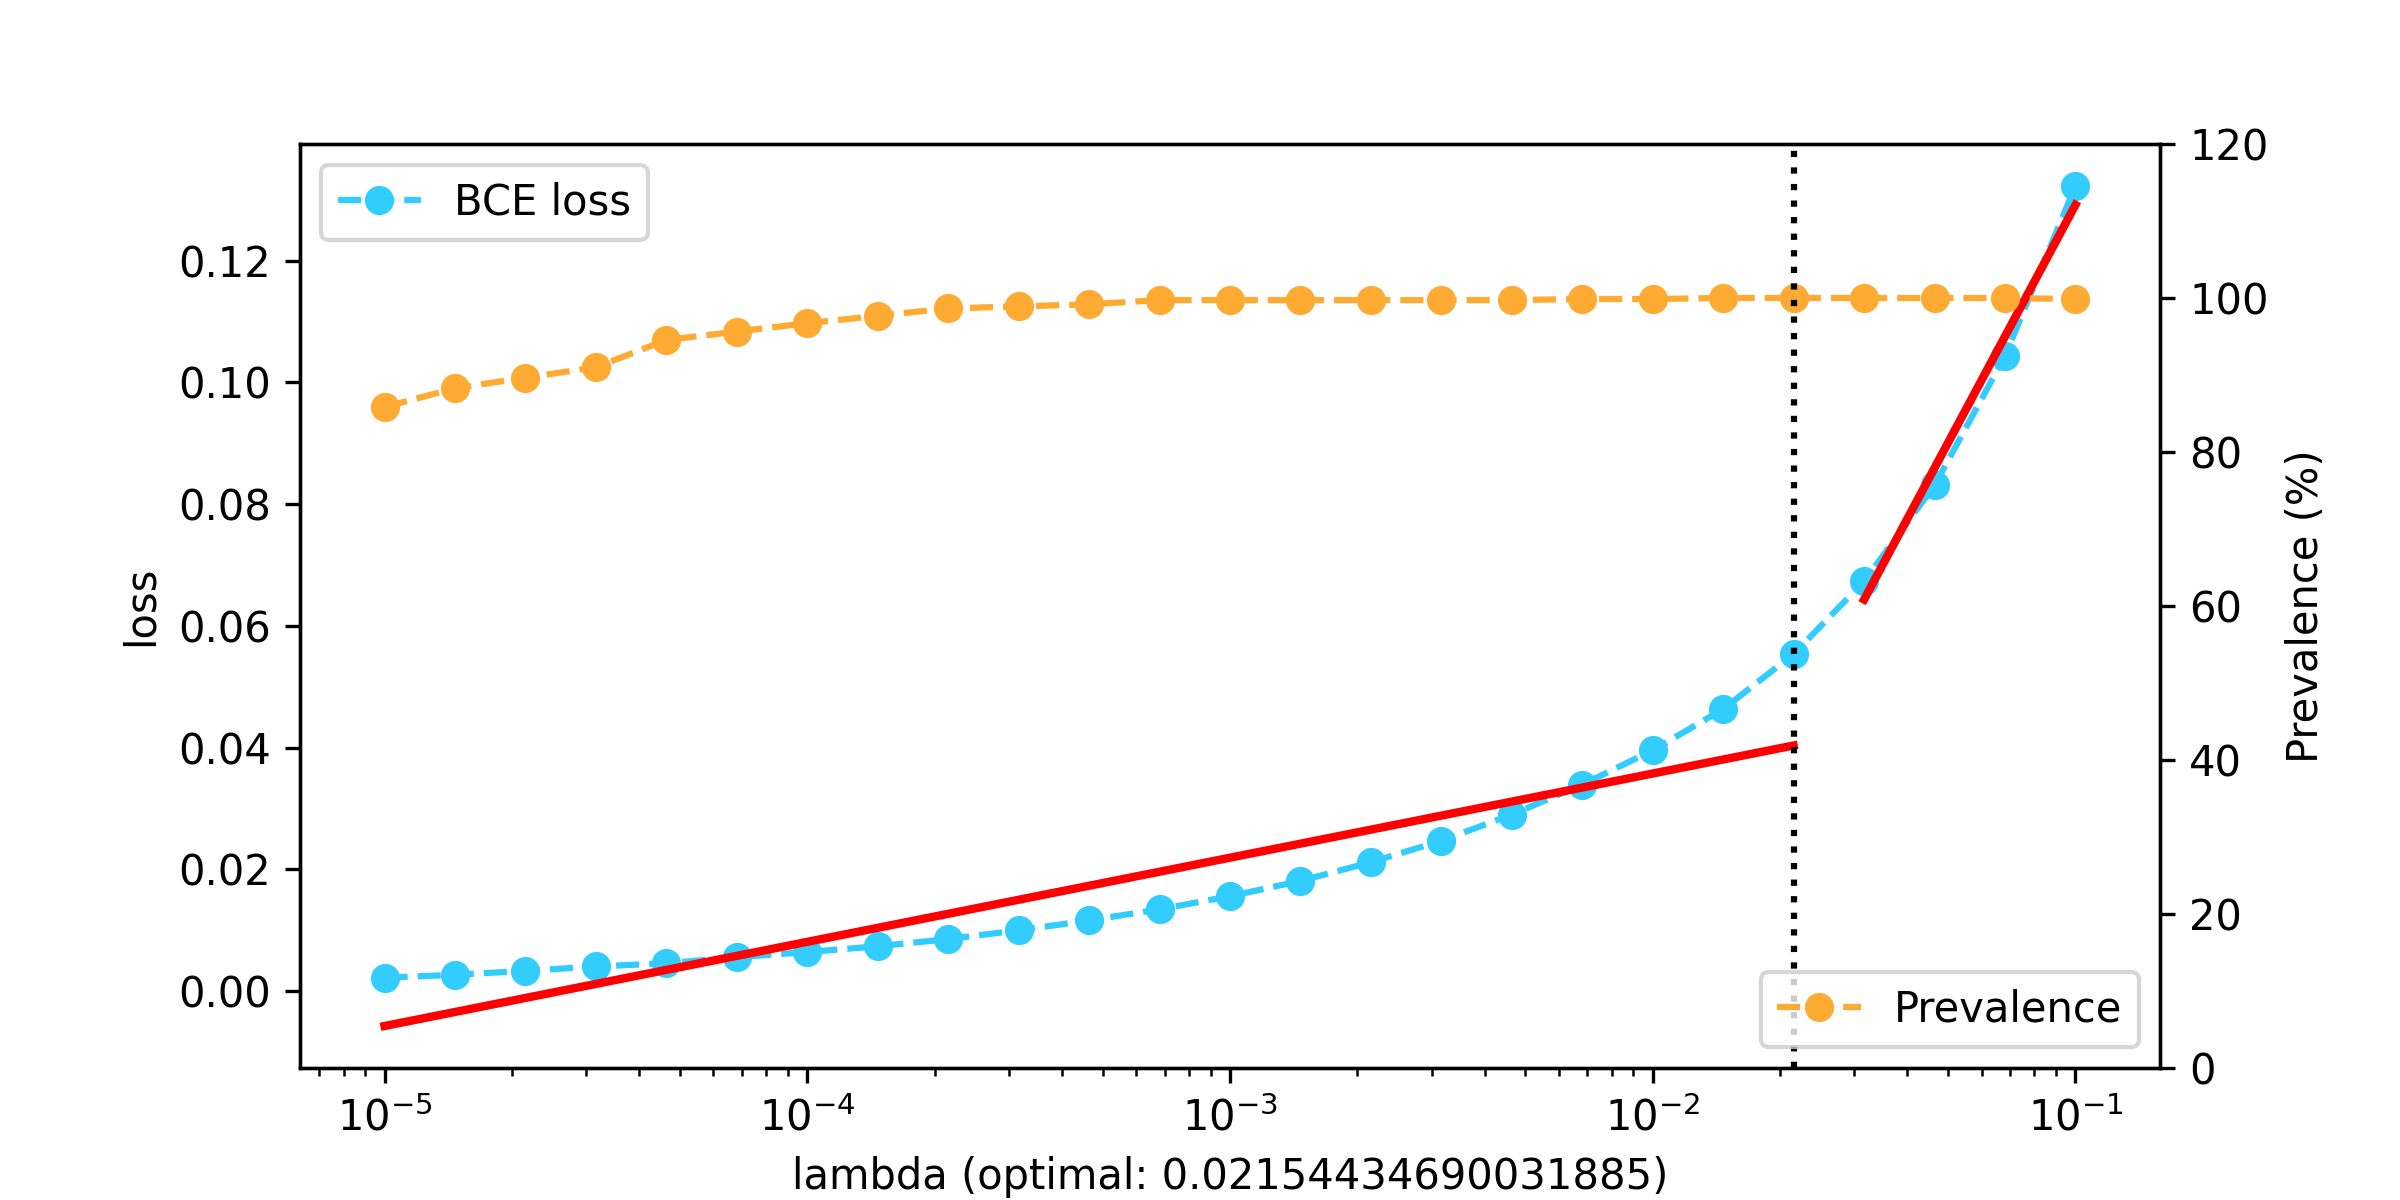 BCE loss
0.12
0.10
0.08
0.06
0.04
0.02
0.00
loss
120
100
80
60
40
20
0
Prevalence (%)
Prevalence
10⁻⁵ 10⁻⁴ 10⁻³ 10⁻² 10⁻¹
lambda (optimal: 0.02154434690031885)